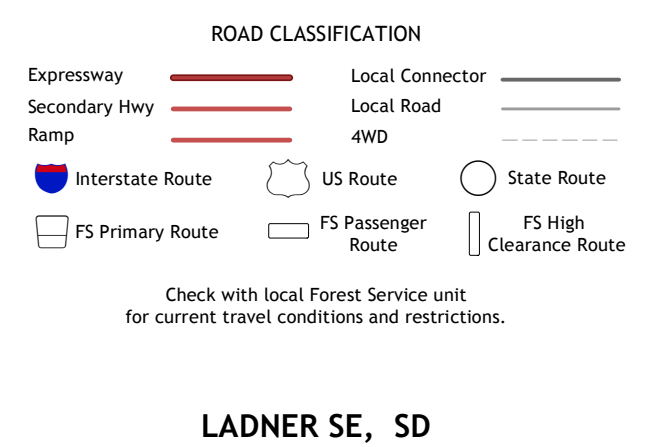 ROAD CLASSIFICATION
Expressway
Local Connector
Secondary Hwy
Local Road
Ramp
4WD
Interstate Route
US Route
State Route
FS Primary Route
FS Passenger
Route
FS High
Clearance Route
Check with local Forest Service unit
for current travel conditions and restrictions.
LADNER SE, SD